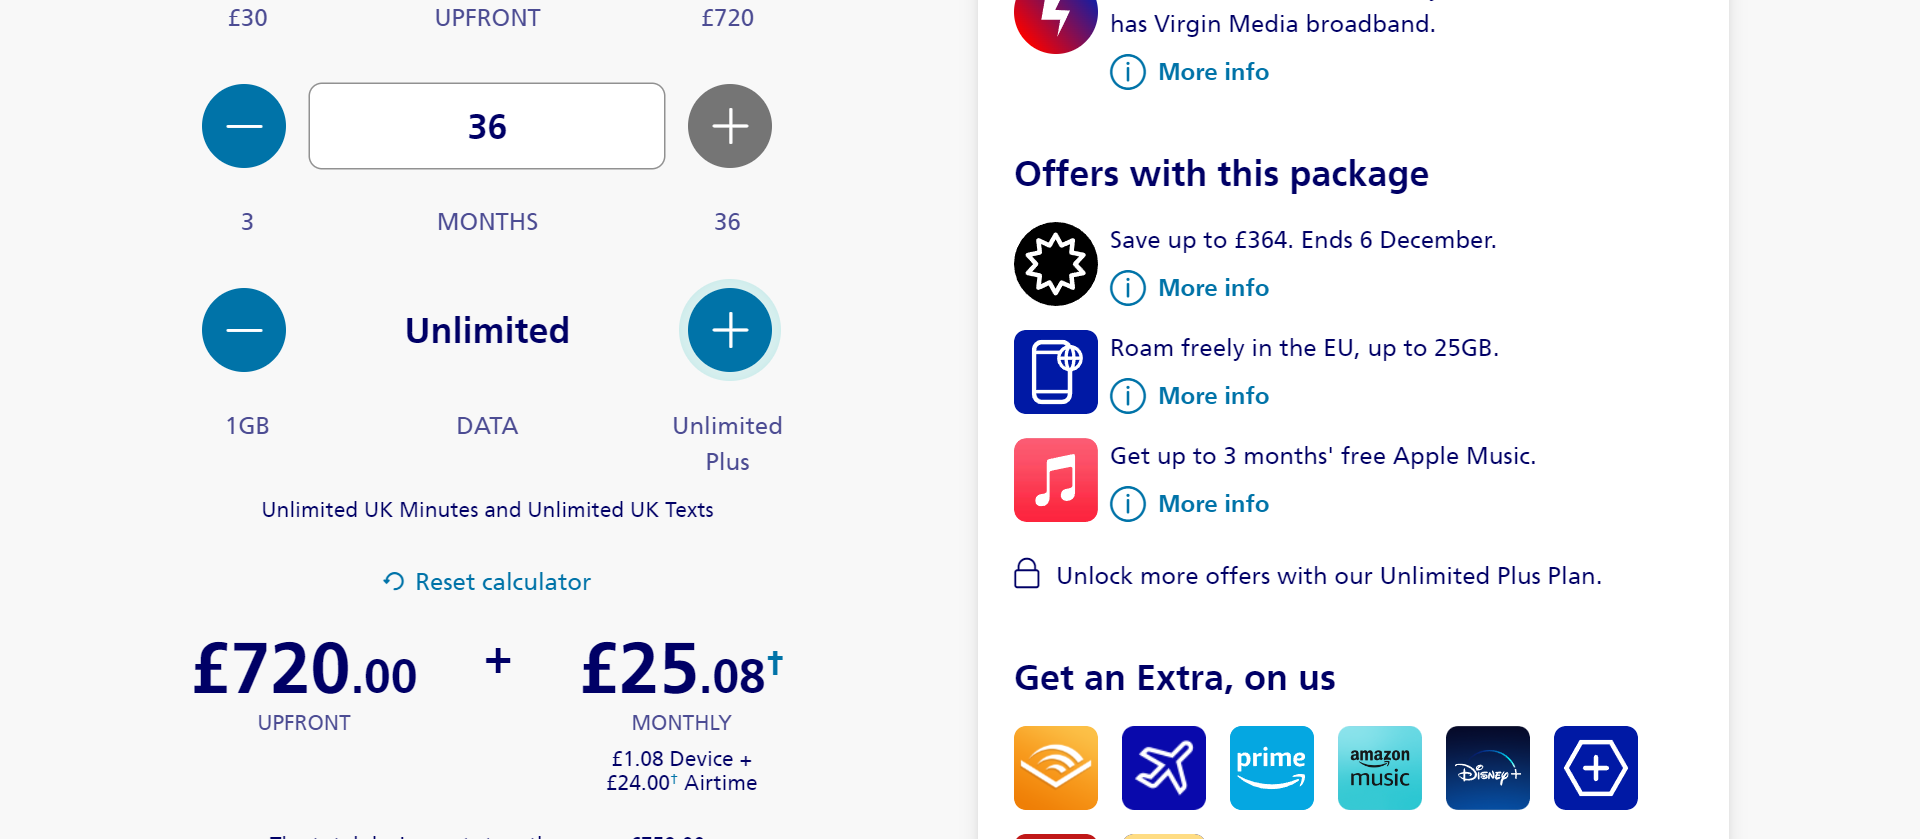 £30 UPFRONT £720
36
3 MONTHS 36
Unlimited
1GB DATA Unlimited
Plus
Unlimited UK Minutes and Unlimited UK Texts
Reset calculator
£720.00 + £25.08†
UPFRONT MONTHLY
£1.08 Device +
£24.00† Airtime
has Virgin Media broadband.
More info
Offers with this package
Save up to £364. Ends 6 December.
More info
Roam freely in the EU, up to 25GB.
More info
Get up to 3 months' free Apple Music.
More info
Unlock more offers with our Unlimited Plus Plan.
Get an Extra, on us
prime
amazon
music
Disney+